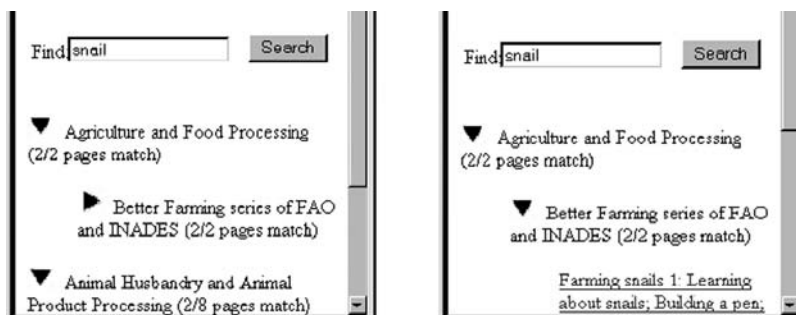 Find: snail Search
Agriculture and Food Processing
(2/2 pages match)
Better Farming series of FAO
and INADES (2/2 pages match)
Animal Husbandry and Animal
Product Processing (2/8 pages match)
Find: snail Search
Agriculture and Food Processing
(2/2 pages match)
Better Farming series of FAO
and INADES (2/2 pages match)
Farming snails 1: Learning
about snails; Building a pen;